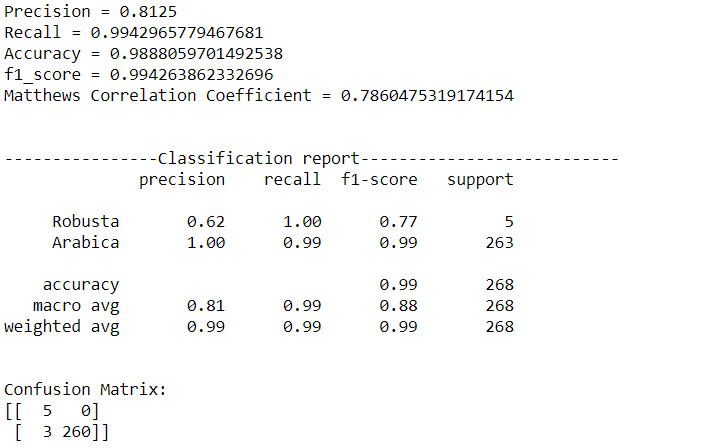 Precision = 0.8125
Recall = 0.9942965779467681
Accuracy = 0.9888059701492538
f1_score = 0.994263862332696
Matthews Correlation Coefficient = 0.7860475319174154
----------------Classification report---------------------------
precision recall f1-score support
Robusta 0.62 1.00 0.77 5
Arabica 1.00 0.99 0.99 263
accuracy 0.99 268
macro avg 0.81 0.99 0.88 268
weighted avg 0.99 0.99 0.99 268
Confusion Matrix:
[[ 5 0]
[ 3 260]]